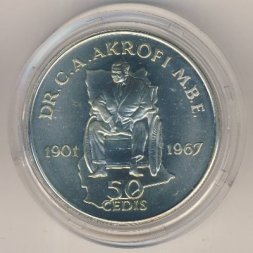 DR. C. A. AKROFI. M.B.E.
1901 1967
50
CEDIS